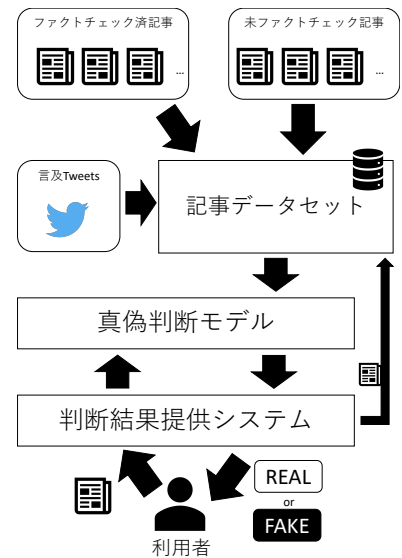 ファクトチェック済記事
...
未ファクトチェック記事
...
言及Tweets
記事データセット
真偽判断モデル
判断結果提供システム
REAL
or
FAKE
利用者